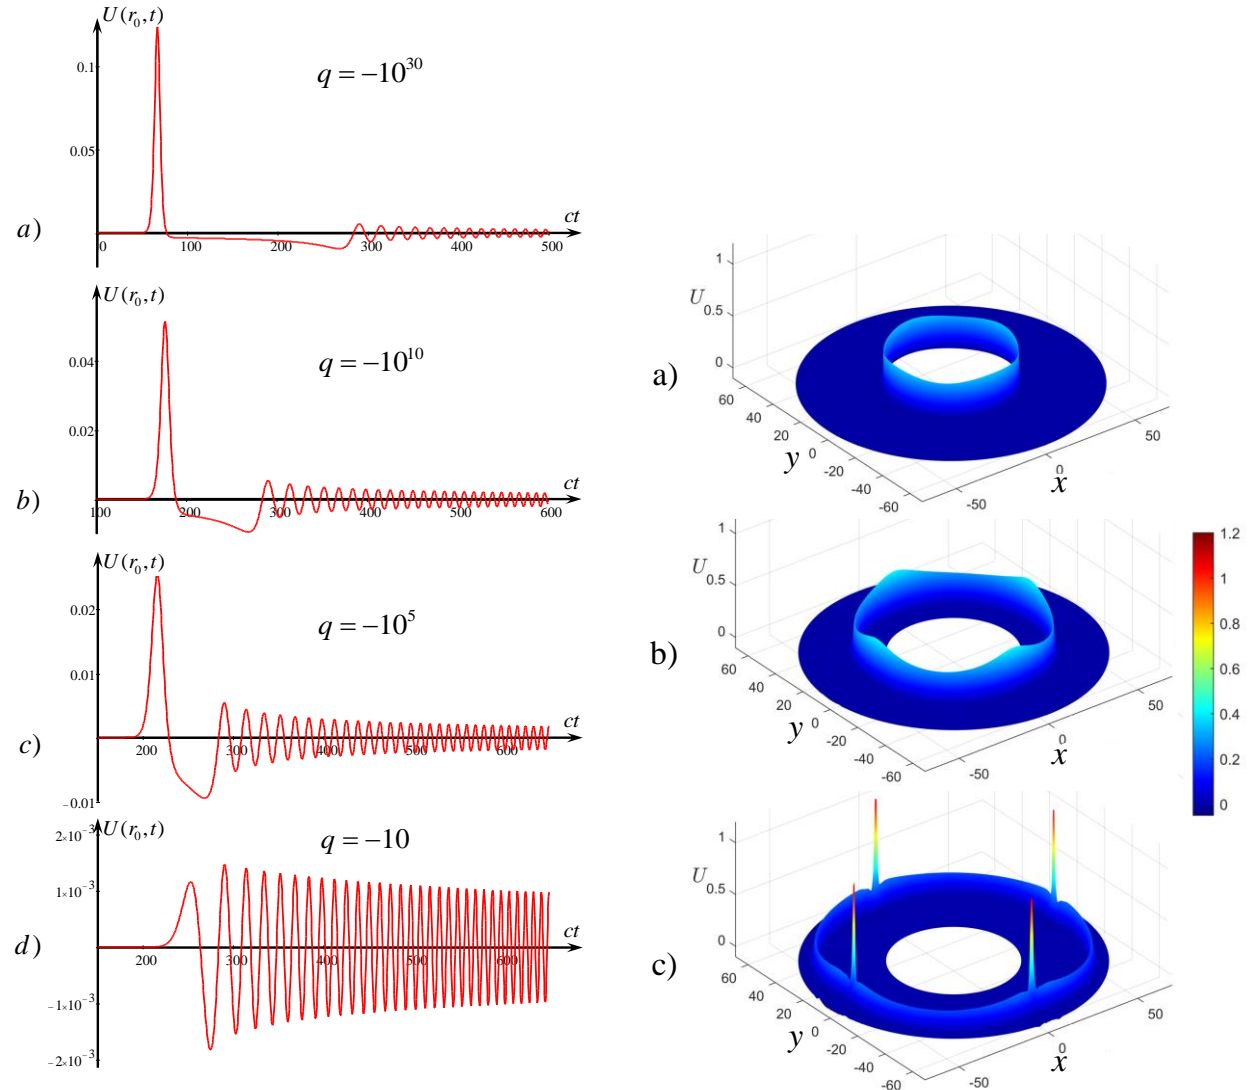 U(r₀,t)
q = −10³⁰
0.1
0.05
a)
ct
0 100 200 300 400 500
U(r₀,t)
q = −10¹⁰
0.04
0.02
b)
ct
100 200 300 400 500 600
U(r₀,t)
q = −10⁵
0.02
0.01
c)
ct
200 300 400 500 600
−0.01
U(r₀,t)
q = −10
2×10⁻³
1×10⁻³
d)
ct
200 300 400 500 600
-1×10⁻³
-2×10⁻³
1
U
0.5
0
a)
60
40
20
y
0
-20
-40
-60
50
0
x
-50
1
U
0.5
0
b)
60
40
20
y
0
-20
-40
-60
50
0
x
-50
1.2
1
0.8
0.6
0.4
0.2
0
1
U
0.5
0
c)
60
40
20
y
0
-20
-40
-60
50
0
x
-50